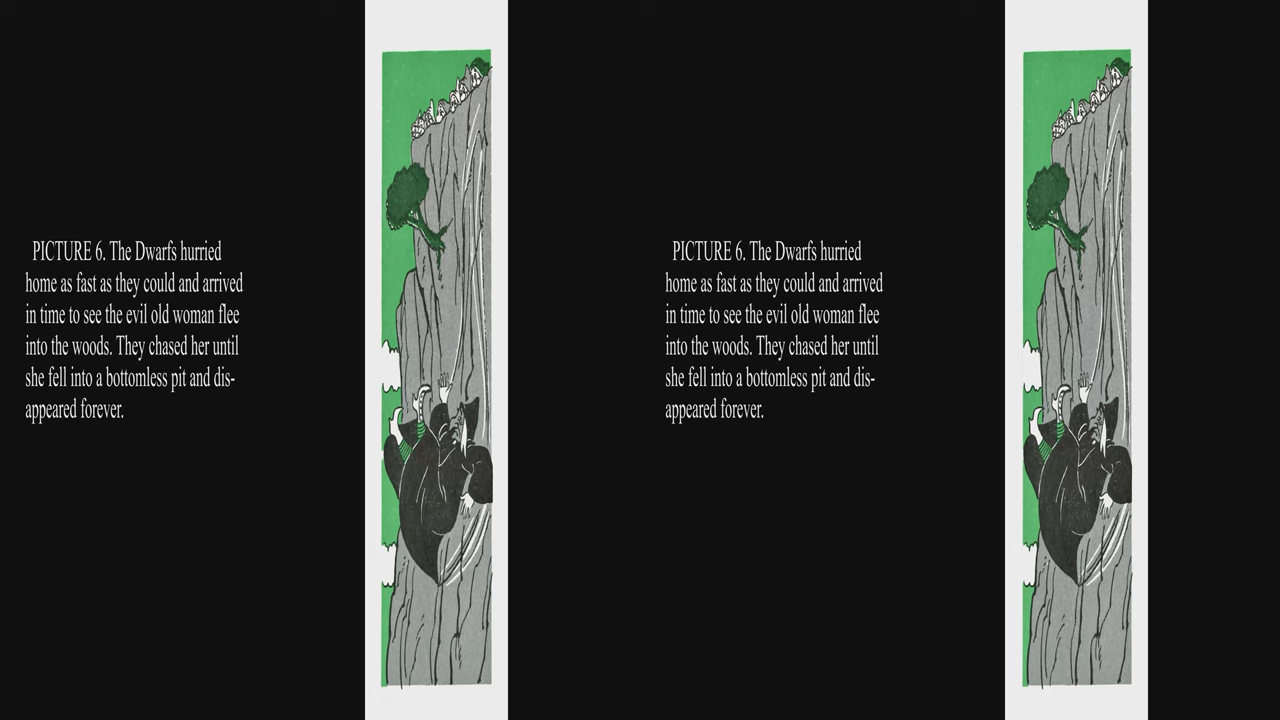 PICTURE 6. The Dwarfs hurried
home as fast as they could and arrived
in time to see the evil old woman flee
into the woods. They chased her until
she fell into a bottomless pit and dis-
appeared forever.
PICTURE 6. The Dwarfs hurried
home as fast as they could and arrived
in time to see the evil old woman flee
into the woods. They chased her until
she fell into a bottomless pit and dis-
appeared forever.